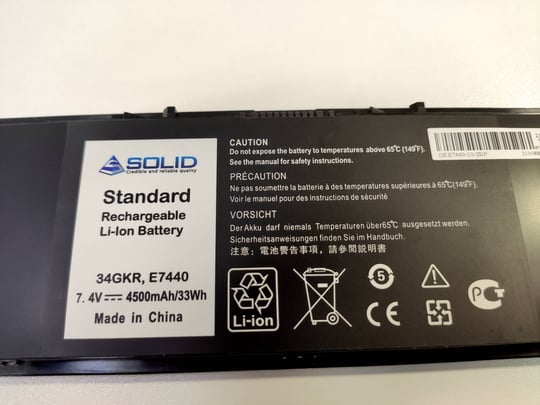 SOLID
Credible and reliable quality
Standard
Rechargeable
Li-Ion Battery
34GKR, E7440
7.4V⎓4500mAh/33Wh
Made in China
CAUTION
Do not expose the battery to temperatures above 65℃(149℉).
See the manual for safety instructions.
PRÉCAUTION
Ne pas soumettre la batterie à des températures supérieures à 65℃(149℉).
Voir le manuel pour des instructions de sécurité
VORSICHT
Der Akku darf niemals Temperaturen über65℃ ausgesetzt werden.
Sicherheitsanweisungen finden Sie im Handbuch.
注意：電池警告事項，請參閱說明書
Li-ion
5
CE